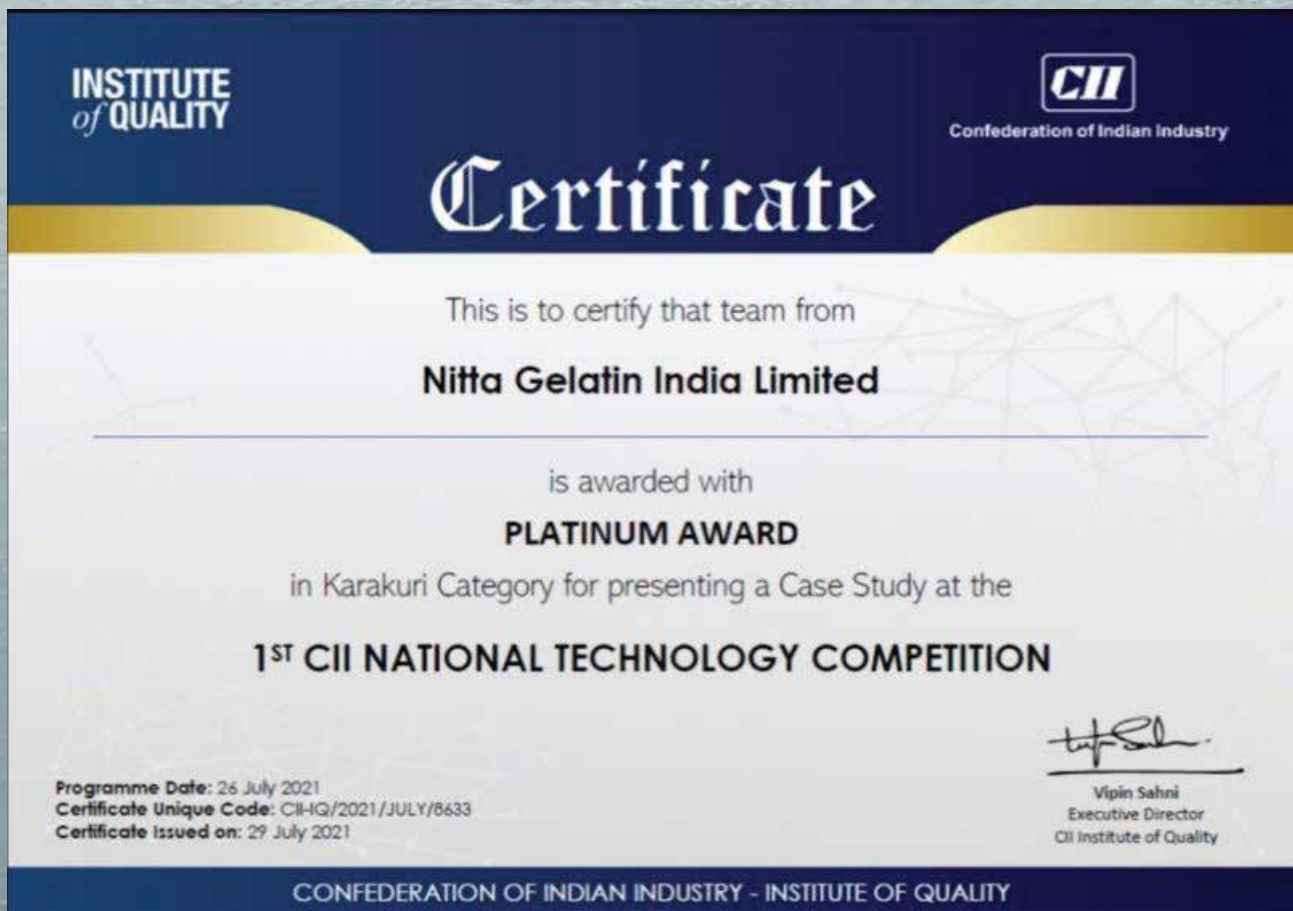 INSTITUTE
of QUALITY
CII
Confederation of Indian Industry
Certificate
This is to certify that team from
Nitta Gelatin India Limited
is awarded with
PLATINUM AWARD
in Karakuri Category for presenting a Case Study at the
1ST CII NATIONAL TECHNOLOGY COMPETITION
Programme Date: 26 July 2021
Certificate Unique Code: CII-IQ/2021/JULY/8633
Certificate Issued on: 29 July 2021
Vipin Sahni
Executive Director
CII Institute of Quality
CONFEDERATION OF INDIAN INDUSTRY - INSTITUTE OF QUALITY